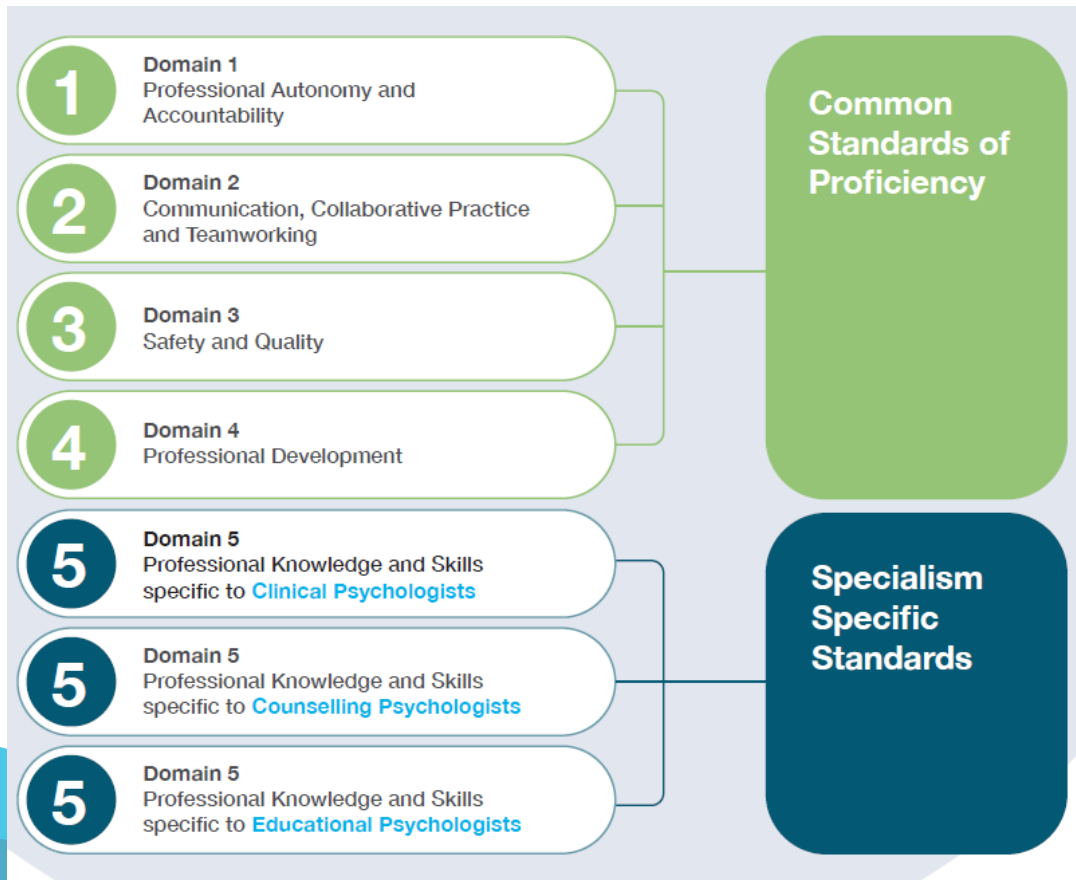 1
Domain 1
Professional Autonomy and
Accountability
2
Domain 2
Communication, Collaborative Practice
and Teamworking
3
Domain 3
Safety and Quality
4
Domain 4
Professional Development
Common
Standards of
Proficiency
5
Domain 5
Professional Knowledge and Skills
specific to Clinical Psychologists
5
Domain 5
Professional Knowledge and Skills
specific to Counselling Psychologists
5
Domain 5
Professional Knowledge and Skills
specific to Educational Psychologists
Specialism
Specific
Standards